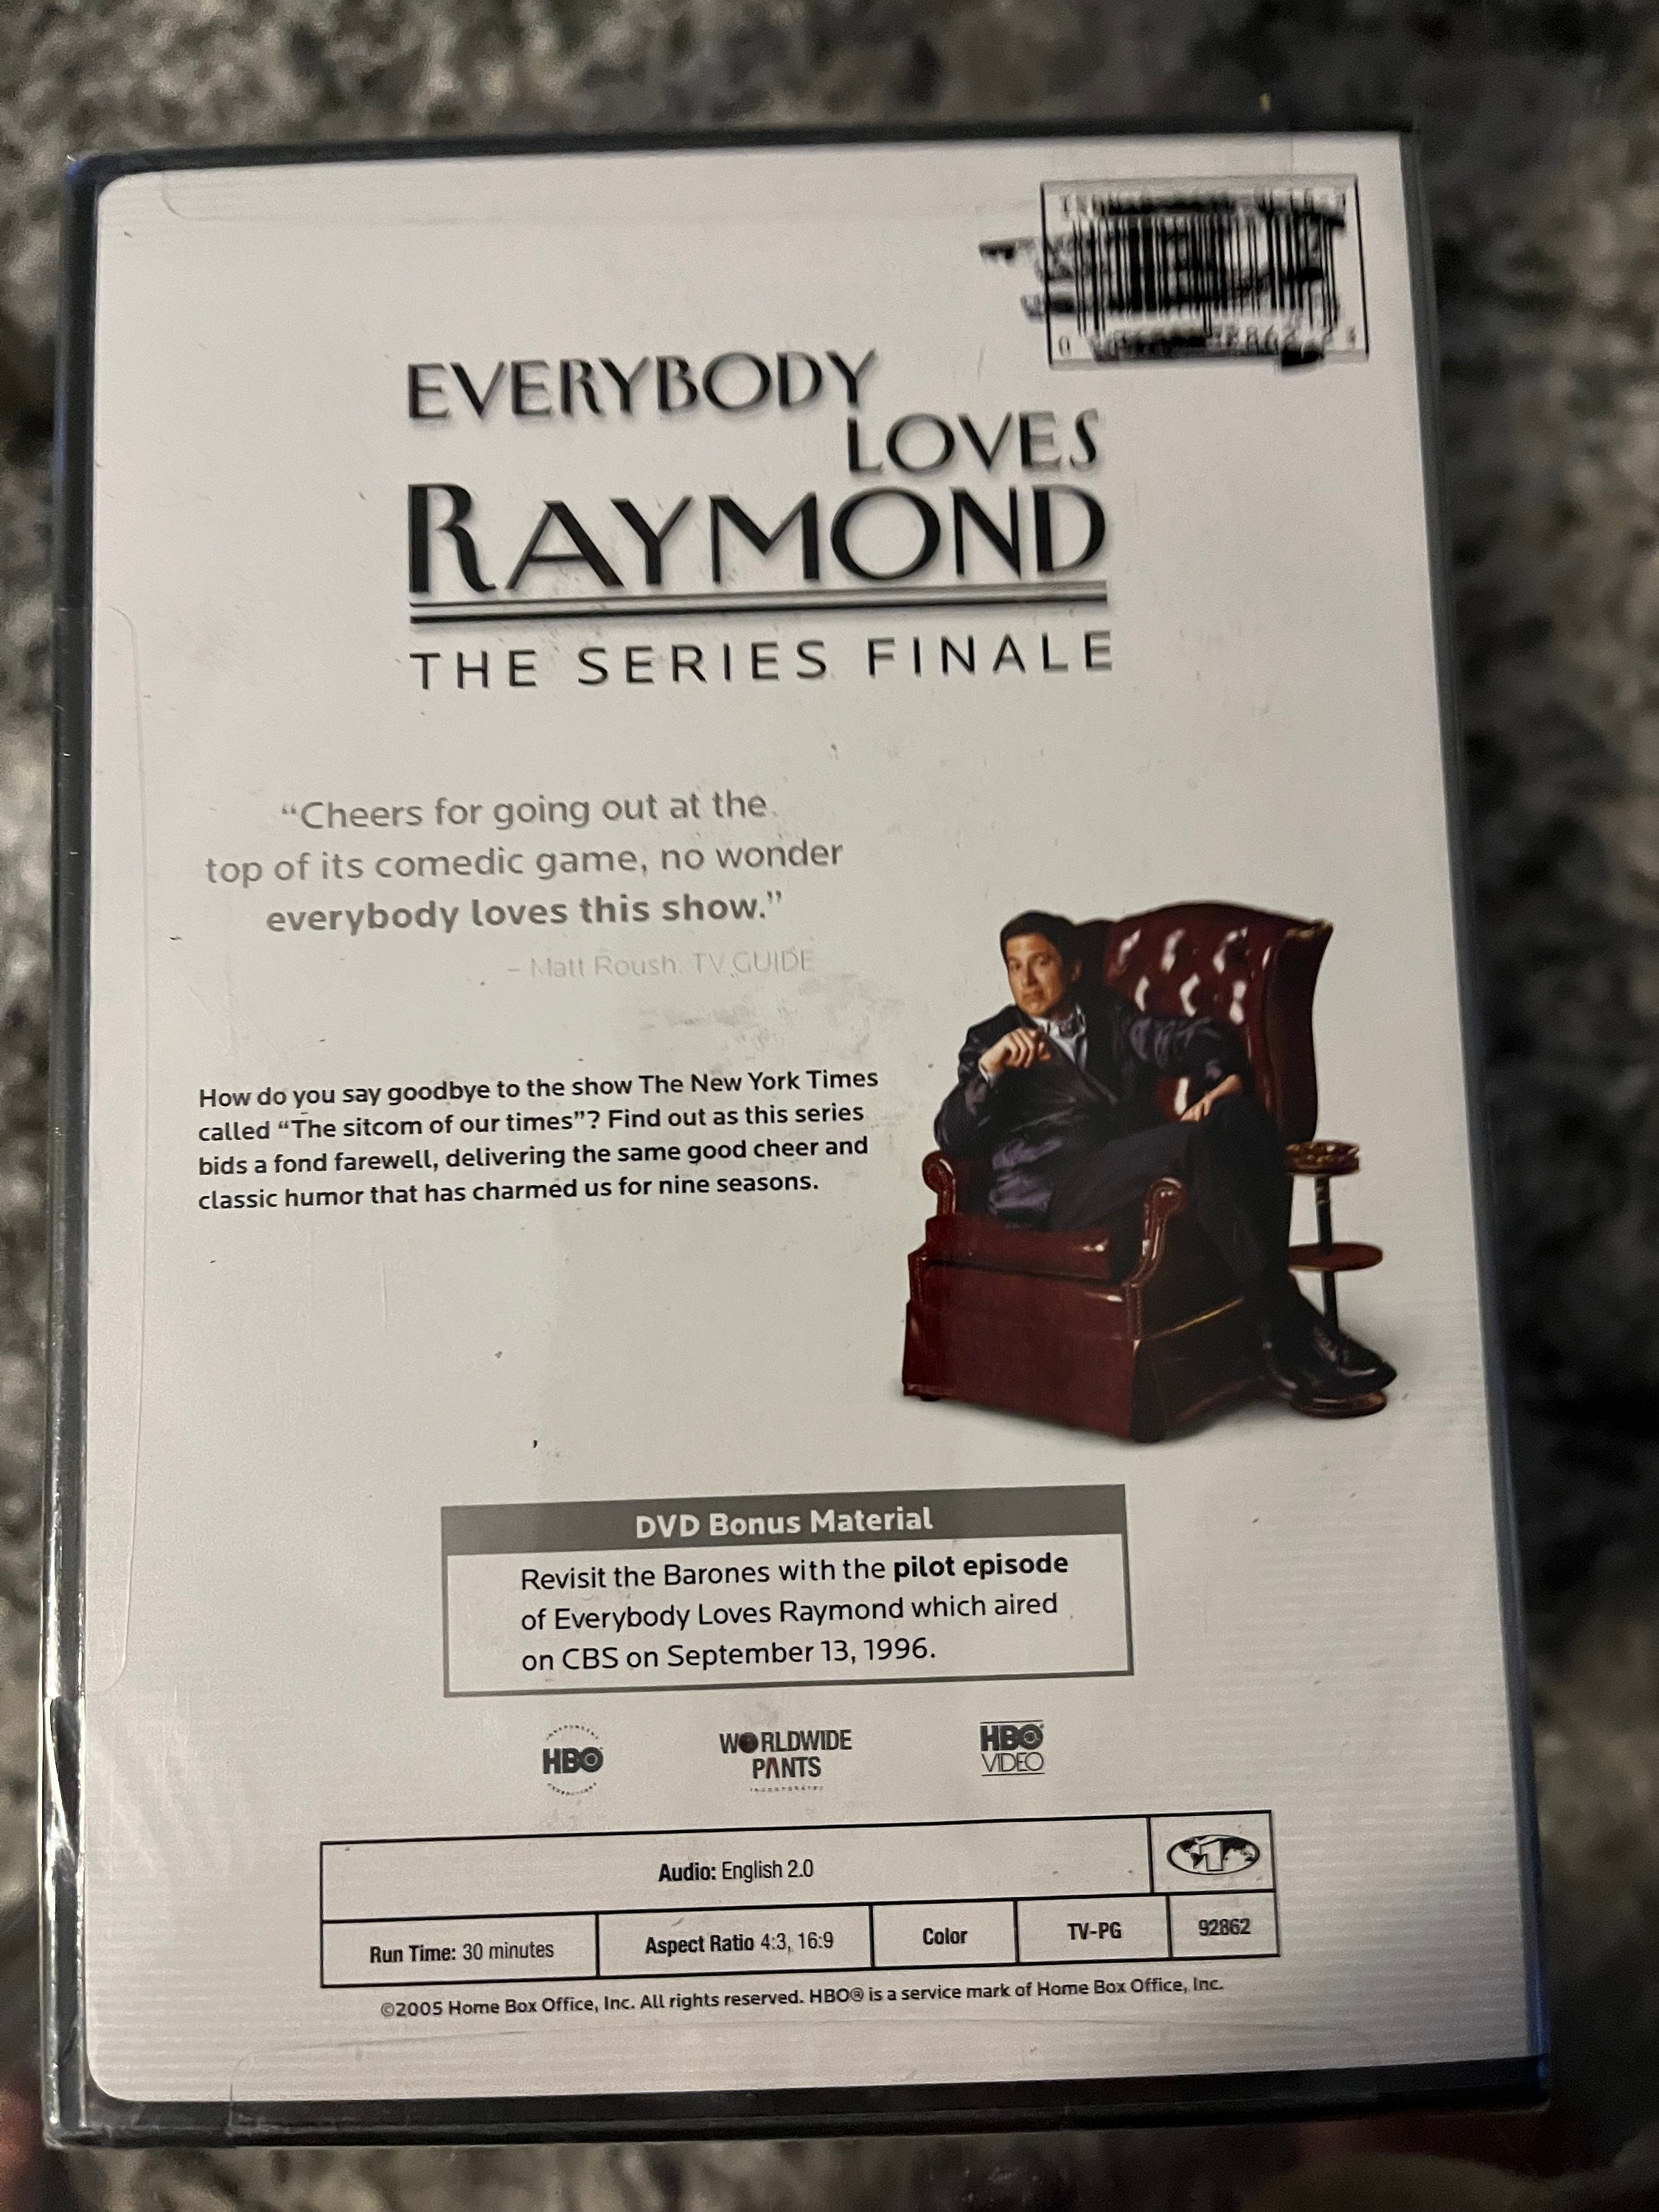 EVERYBODY
LOVES
RAYMOND
THE SERIES FINALE
“Cheers for going out at the
top of its comedic game, no wonder
everybody loves this show.”
– Matt Roush, TV GUIDE
How do you say goodbye to the show The New York Times
called “The sitcom of our times”? Find out as this series
bids a fond farewell, delivering the same good cheer and
classic humor that has charmed us for nine seasons.
DVD Bonus Material
Revisit the Barones with the pilot episode
of Everybody Loves Raymond which aired
on CBS on September 13, 1996.
HBO
WORLDWIDE
PANTS
INCORPORATED
HBO®
VIDEO
Audio: English 2.0
1
Run Time: 30 minutes
Aspect Ratio 4:3, 16:9
Color
TV-PG
92862
©2005 Home Box Office, Inc. All rights reserved. HBO® is a service mark of Home Box Office, Inc.